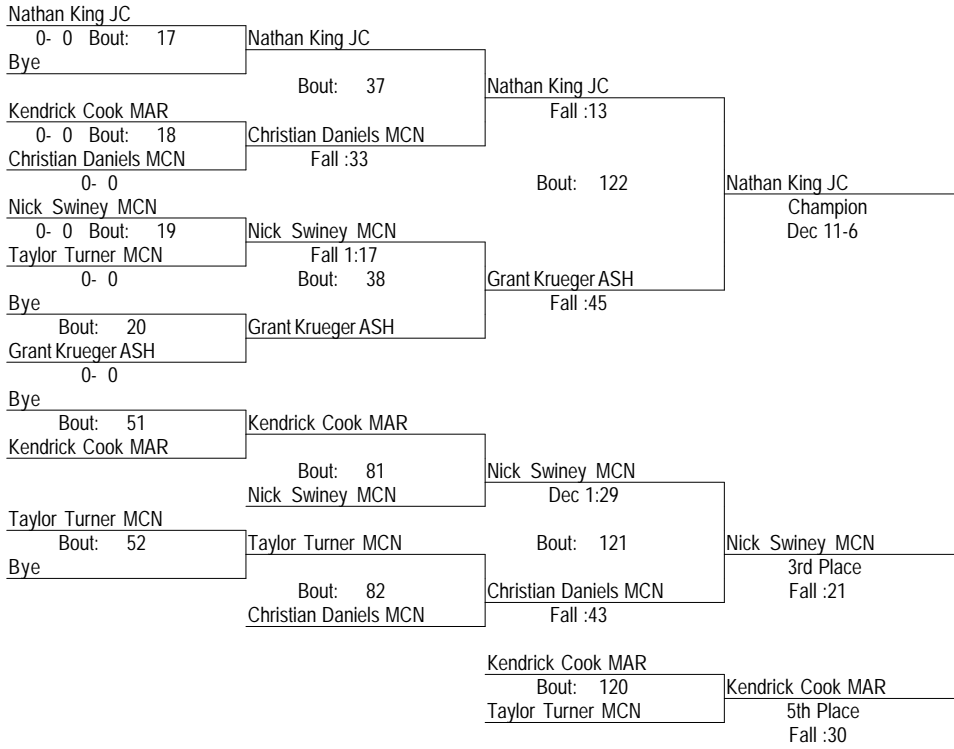 Nathan King JC
0- 0 Bout: 17
Nathan King JC
Bye
Bout: 37
Nathan King JC
Kendrick Cook MAR
Fall :13
0- 0 Bout: 18
Christian Daniels MCN
Christian Daniels MCN
Fall :33
0- 0
Bout: 122
Nathan King JC
Nick Swiney MCN
Champion
0- 0 Bout: 19
Nick Swiney MCN
Dec 11-6
Taylor Turner MCN
Fall 1:17
0- 0
Bout: 38
Grant Krueger ASH
Bye
Fall :45
Bout: 20
Grant Krueger ASH
Grant Krueger ASH
0- 0
Bye
Bout: 51
Kendrick Cook MAR
Kendrick Cook MAR
Bout: 81
Nick Swiney MCN
Nick Swiney MCN
Dec 1:29
Taylor Turner MCN
Bout: 52
Taylor Turner MCN
Bout: 121
Nick Swiney MCN
Bye
3rd Place
Bout: 82
Christian Daniels MCN
Fall :21
Christian Daniels MCN
Fall :43
Kendrick Cook MAR
Bout: 120
Kendrick Cook MAR
Taylor Turner MCN
5th Place
Fall :30